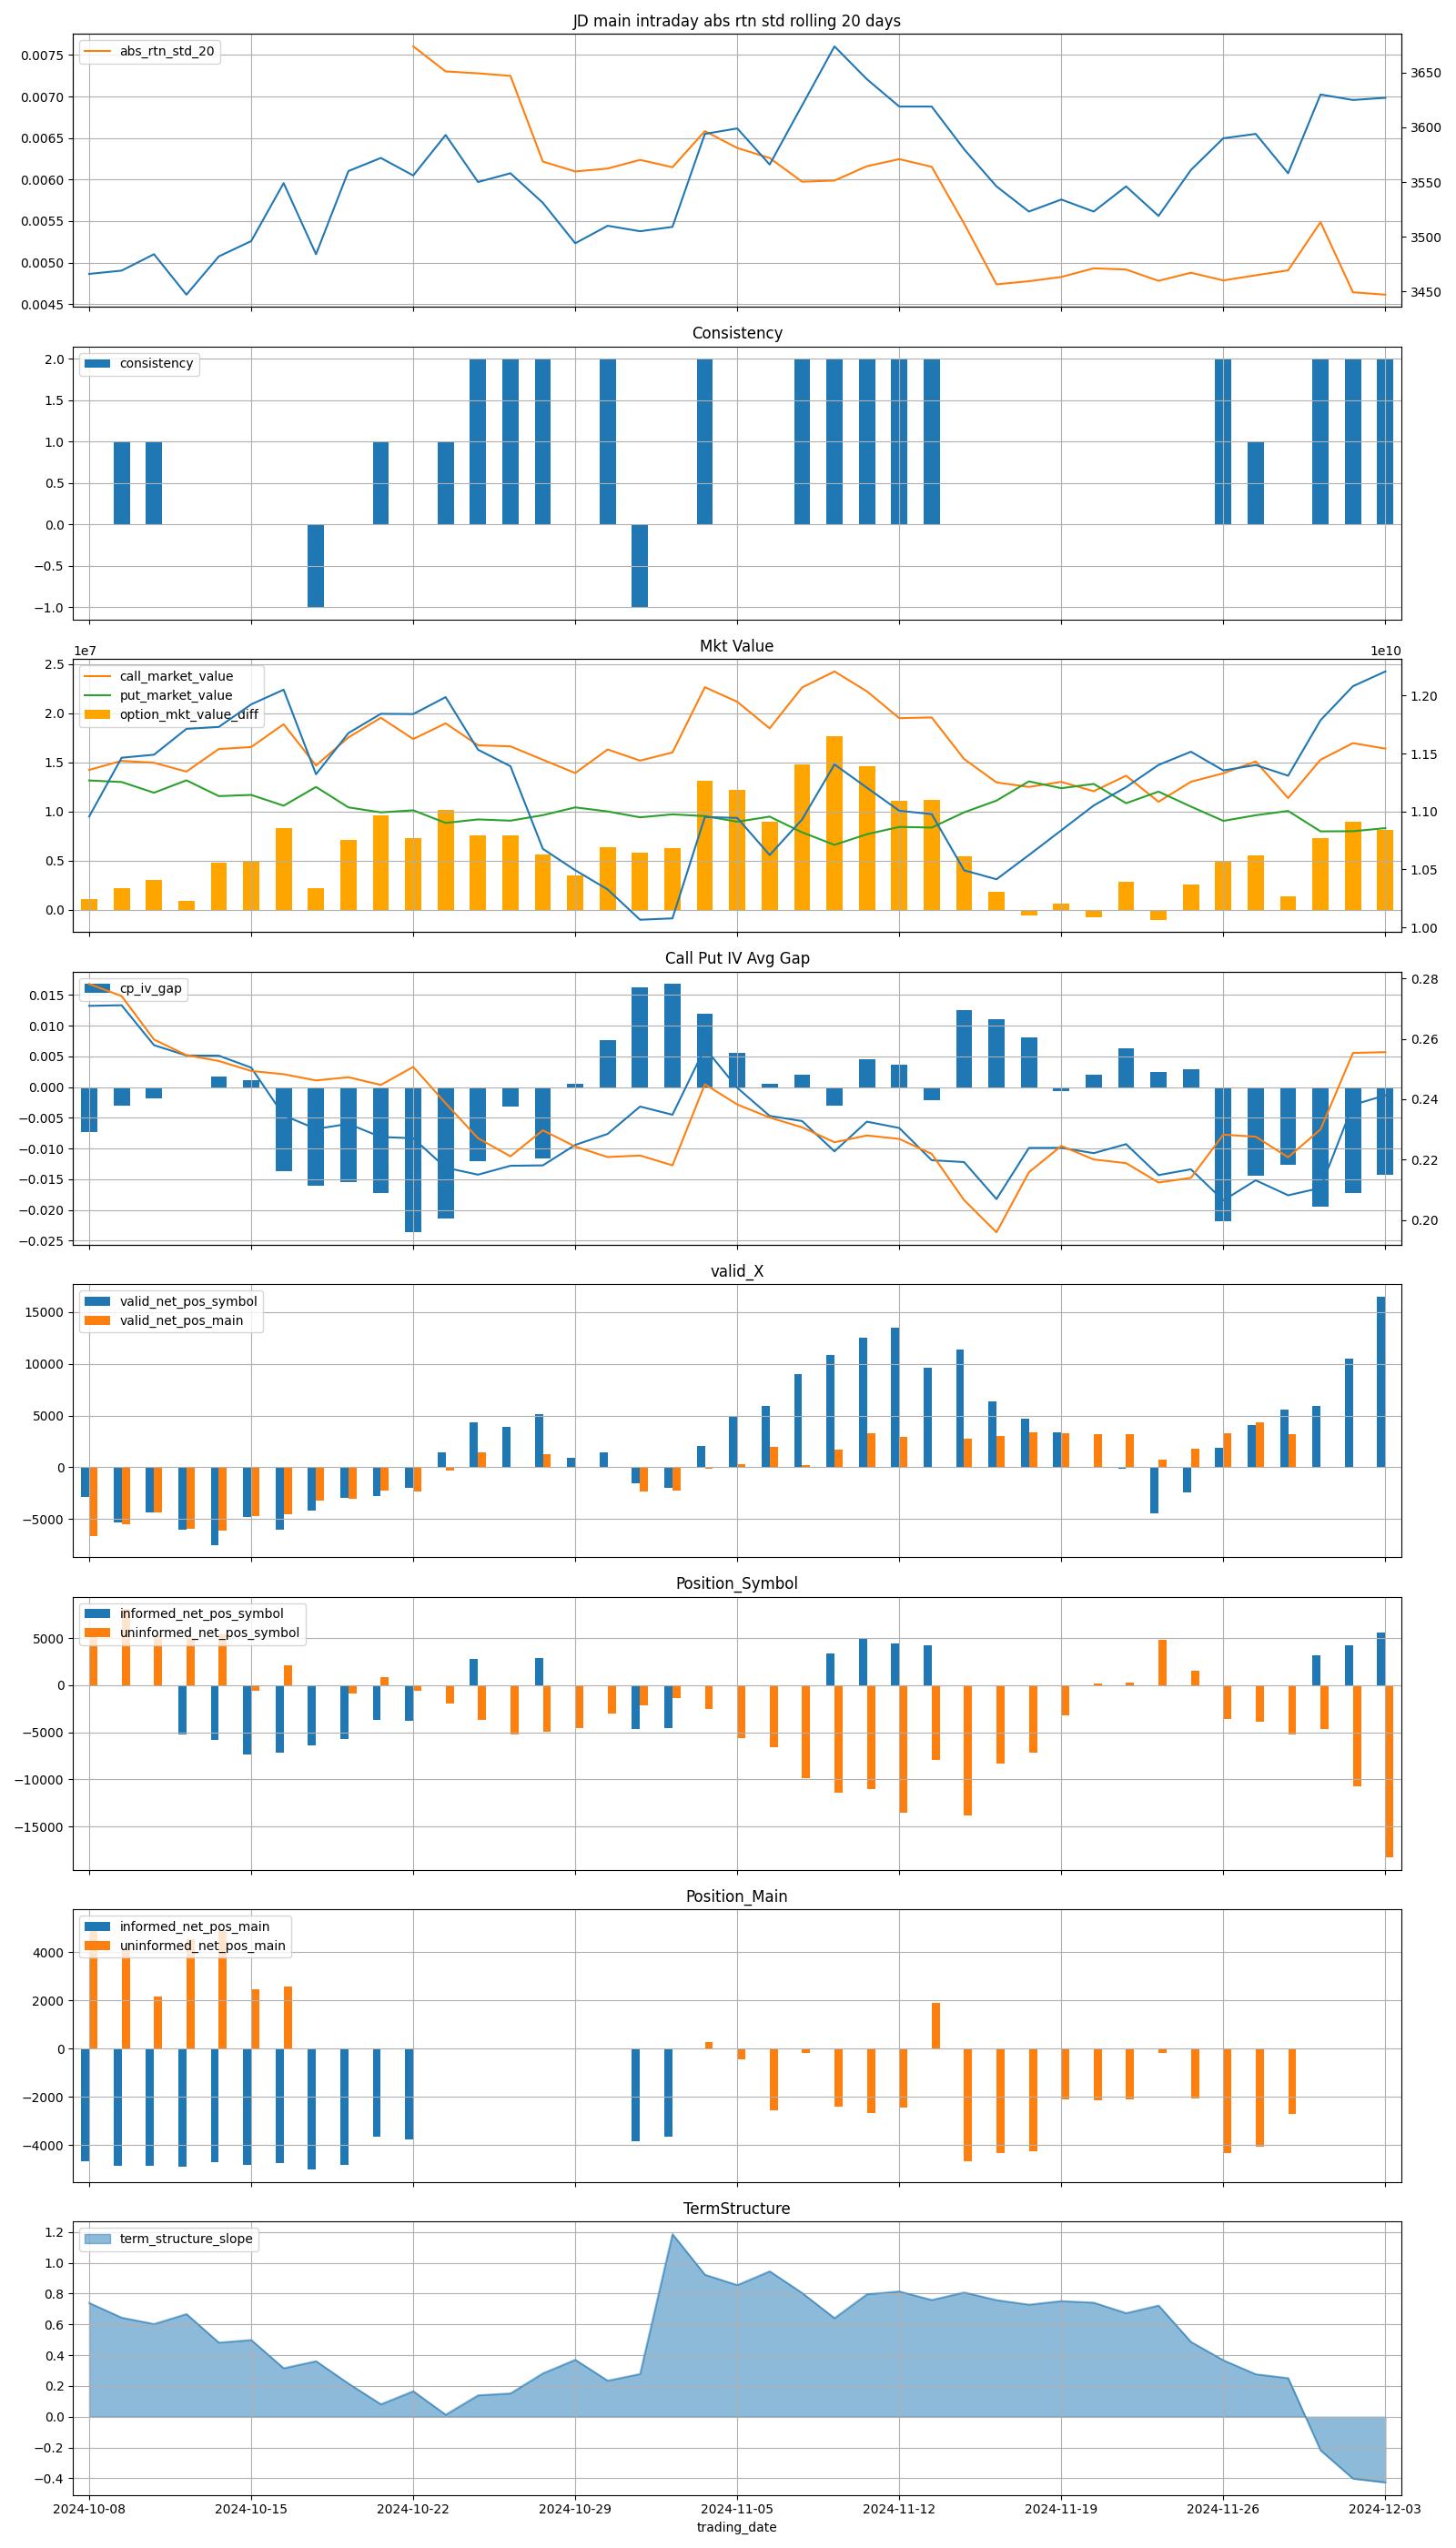 JD main intraday abs rtn std rolling 20 days
abs_rtn_std_20
0.0075
0.0070
0.0065
0.0060
0.0055
0.0050
0.0045
3650
3600
3550
3500
3450
Consistency
consistency
2.0
1.5
1.0
0.5
0.0
−0.5
−1.0
Mkt Value
1e7
1e10
call_market_value
put_market_value
option_mkt_value_diff
2.5
2.0
1.5
1.0
0.5
0.0
1.20
1.15
1.10
1.05
1.00
Call Put IV Avg Gap
cp_iv_gap
0.015
0.010
0.005
0.000
−0.005
−0.010
−0.015
−0.020
−0.025
0.28
0.26
0.24
0.22
0.20
valid_X
valid_net_pos_symbol
valid_net_pos_main
15000
10000
5000
0
−5000
Position_Symbol
informed_net_pos_symbol
uninformed_net_pos_symbol
5000
0
−5000
−10000
−15000
Position_Main
informed_net_pos_main
uninformed_net_pos_main
4000
2000
0
−2000
−4000
TermStructure
term_structure_slope
1.2
1.0
0.8
0.6
0.4
0.2
0.0
−0.2
−0.4
2024-10-08 2024-10-15 2024-10-22 2024-10-29 2024-11-05 2024-11-12 2024-11-19 2024-11-26 2024-12-03
trading_date